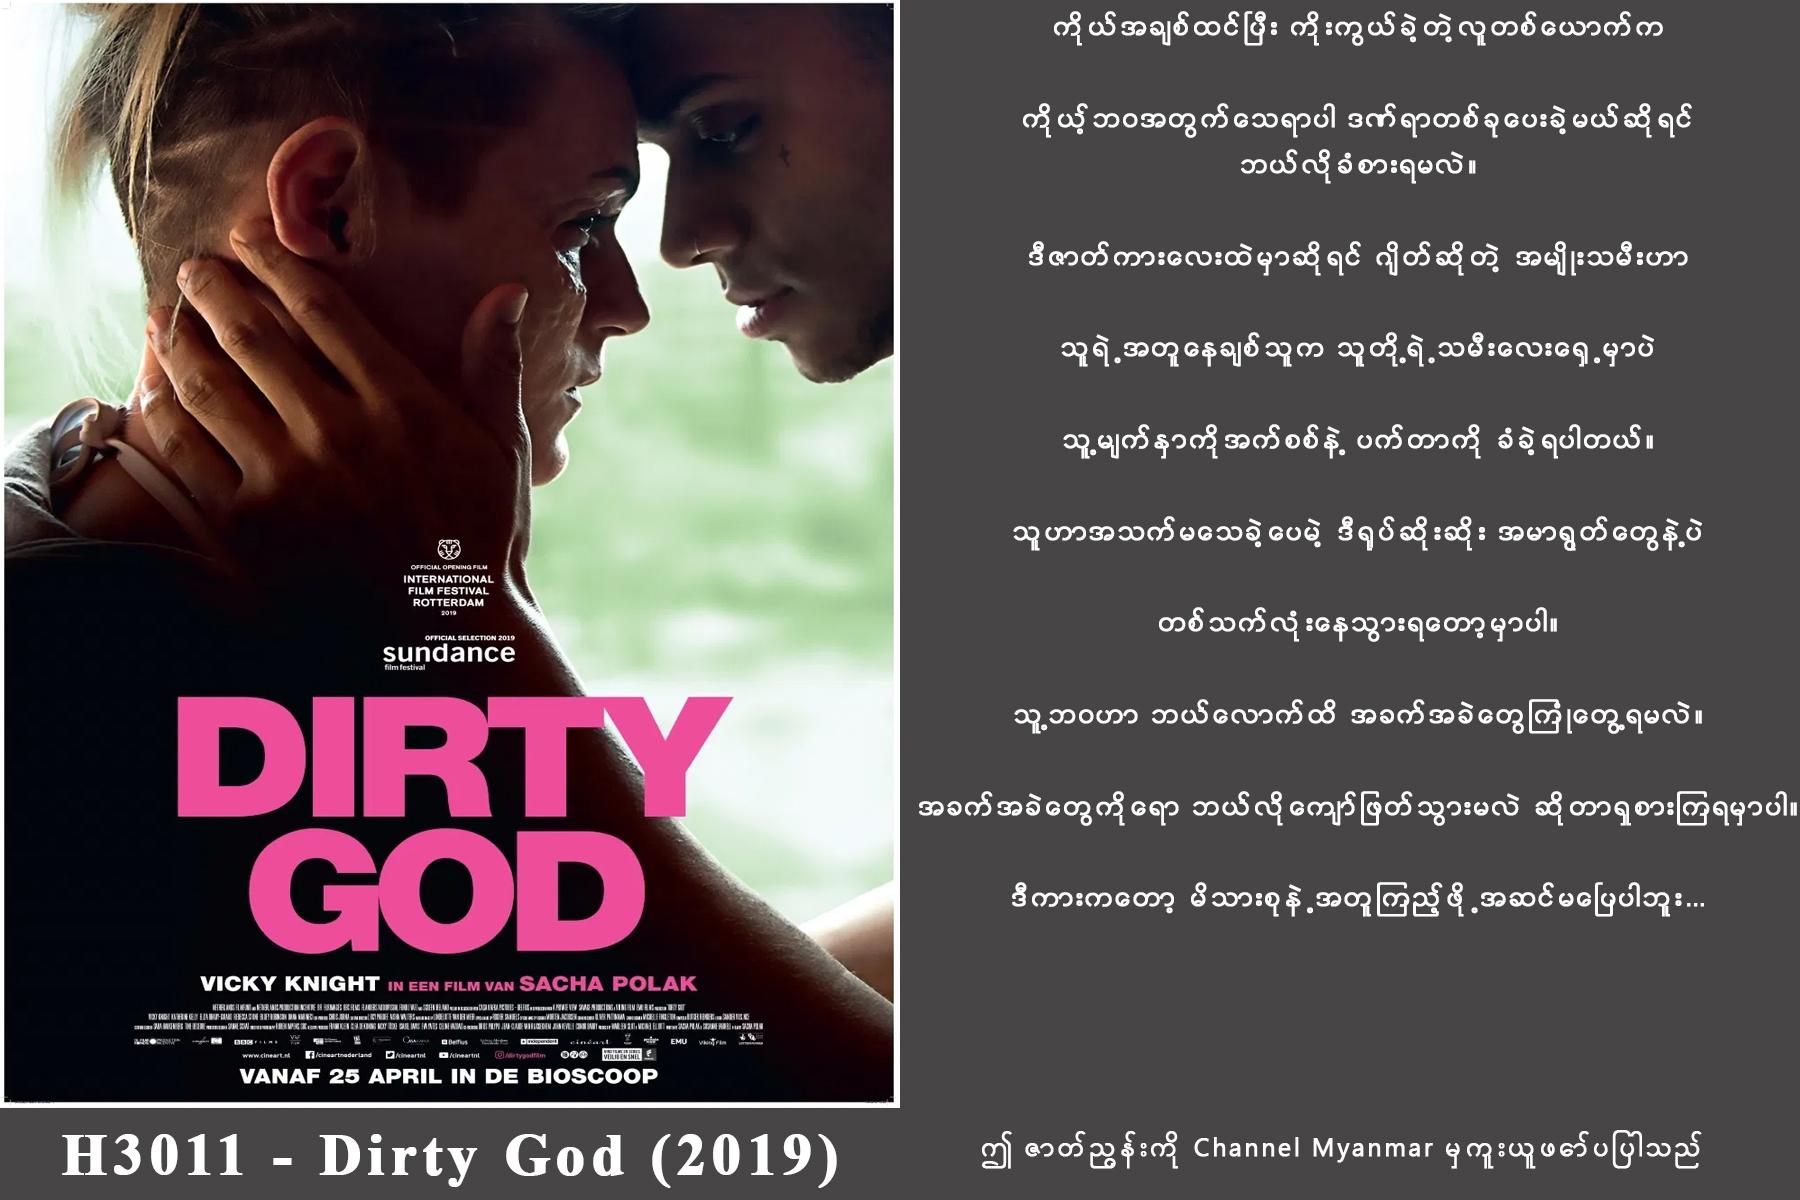 OFFICIAL OPENING FILM
INTERNATIONAL
FILM FESTIVAL
ROTTERDAM
2019
OFFICIAL SELECTION 2019
sundance
film festival
DIRTY
GOD
VICKY KNIGHT IN EEN FILM VAN SACHA POLAK
www.cineart.nl /cineartnederland /cineartnl /cineartnl /dirtygodfilm
VANAF 25 APRIL IN DE BIOSCOOP
H3011 - Dirty God (2019)
ကိုယ်အချစ်ထင်ပြီး ကိုးကွယ်ခဲ့တဲ့လူတစ်ယောက်က
ကိုယ့်ဘဝအတွက်သေရာပါ ဒဏ်ရာတစ်ခုပေးခဲ့မယ်ဆိုရင်
ဘယ်လိုခံစားရမလဲ။
ဒီဇာတ်ကားလေးထဲမှာဆိုရင် ဂျိတ်ဆိုတဲ့ အမျိုးသမီးဟာ
သူရဲ့အတူနေချစ်သူက သူတို့ရဲ့သမီးလေးရှေ့မှာပဲ
သူ့မျက်နှာကိုအက်စစ်နဲ့ ပက်တာကို ခံခဲ့ရပါတယ်။
သူဟာအသက်မသေခဲ့ပေမဲ့ ဒီရုပ်ဆိုးဆိုး အမာရွတ်တွေနဲ့ပဲ
တစ်သက်လုံးနေသွားရတော့မှာပါ။
သူ့ဘဝဟာ ဘယ်လောက်ထိ အခက်အခဲတွေကြုံတွေ့ရမလဲ။
အခက်အခဲတွေကိုရော ဘယ်လိုကျော်ဖြတ်သွားမလဲ ဆိုတာရှုစားကြရမှာပါ။
ဒီကားကတော့ မိသားစုနဲ့အတူကြည့်ဖို့အဆင်မပြေပါဘူး...
ဤ ဇာတ်ညွန်းကို Channel Myanmar မှကူးယူဖော်ပပြါသည်